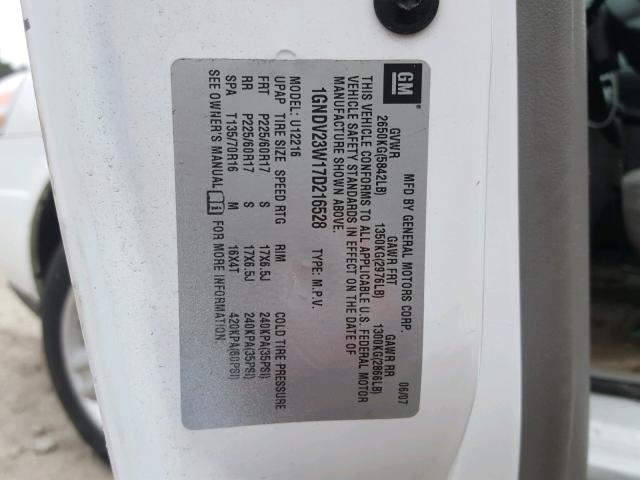 GM
MFD BY GENERAL MOTORS CORP. 06/07
GVWR GAWR FRT GAWR RR
2650KG(5842LB) 1350KG(2976LB) 1300KG(2866LB)
THIS VEHICLE CONFORMS TO ALL APPLICABLE U.S. FEDERAL MOTOR
VEHICLE SAFETY STANDARDS IN EFFECT ON THE DATE OF
MANUFACTURE SHOWN ABOVE.
1GNDV23W17D216528 TYPE: M.P.V.
MODEL: U12216
UPAP TIRE SIZE SPEED RTG RIM COLD TIRE PRESSURE
FRT P225/60R17 S 17X6.5J 240KPA(35PSI)
RR P225/60R17 S 17X6.5J 240KPA(35PSI)
SPA T135/70R16 M 16X4T 420KPA(60PSI)
SEE OWNER'S MANUAL i FOR MORE INFORMATION.